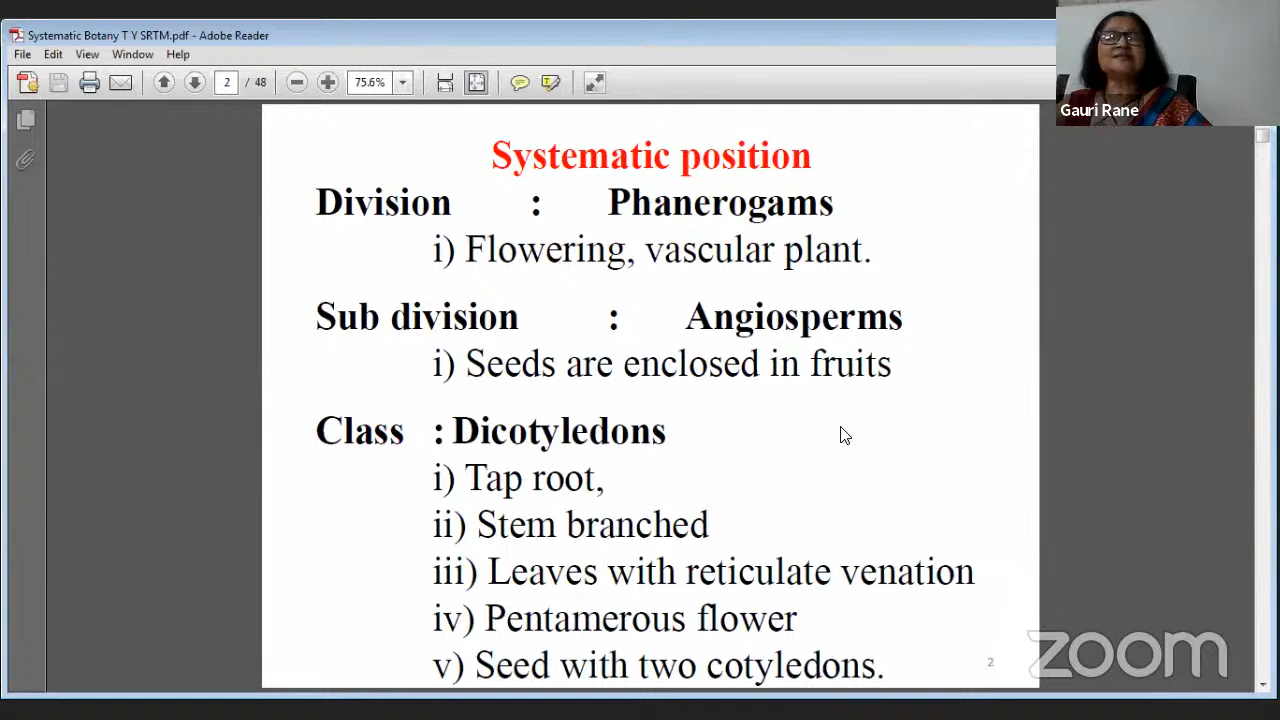 Systematic Botany T Y SRTM.pdf - Adobe Reader
File Edit View Window Help
2 / 48 75.6%
Gauri Rane
Systematic position
Division : Phanerogams
i) Flowering, vascular plant.
Sub division : Angiosperms
i) Seeds are enclosed in fruits
Class : Dicotyledons
i) Tap root,
ii) Stem branched
iii) Leaves with reticulate venation
iv) Pentamerous flower
v) Seed with two cotyledons.
2
zoom